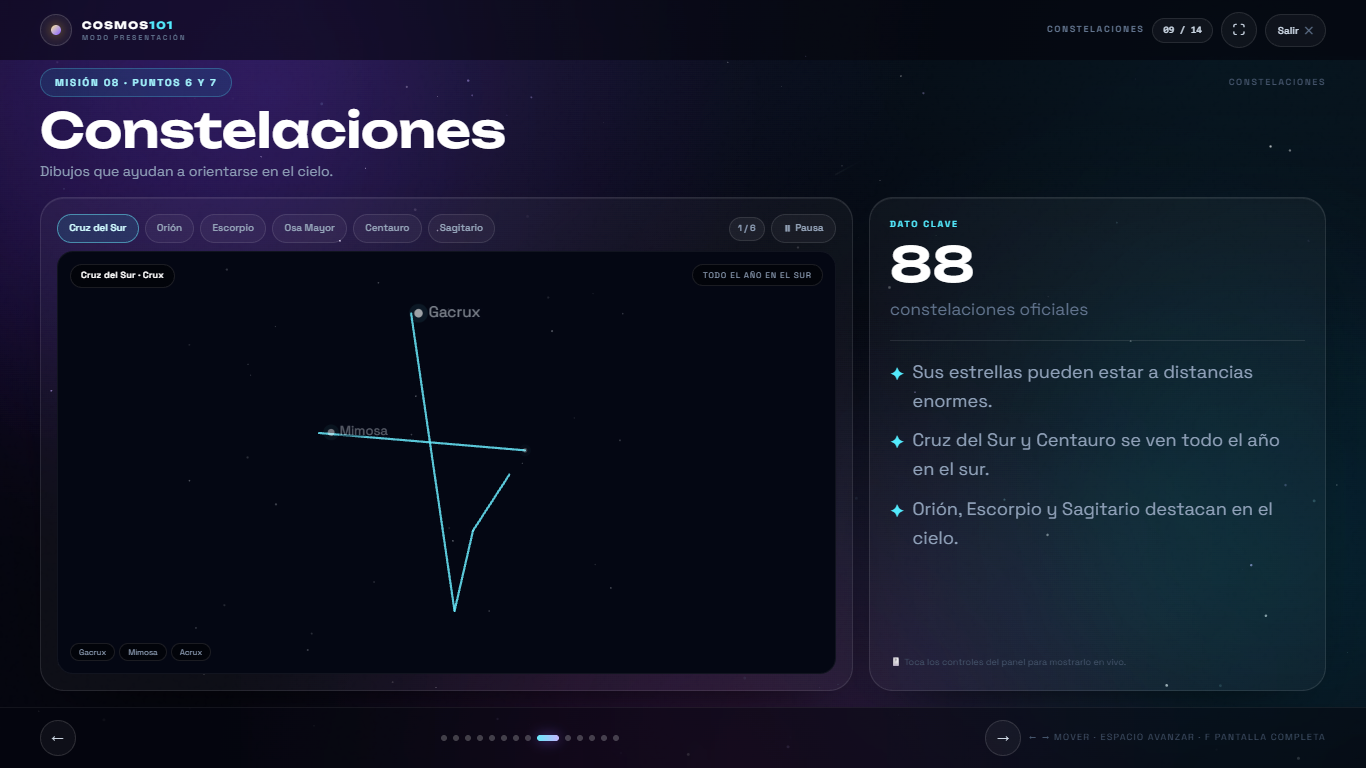 COSMOS101
MODO PRESENTACIÓN
CONSTELACIONES
09 / 14
Salir ✕
MISIÓN 08 · PUNTOS 6 Y 7
CONSTELACIONES
Constelaciones
Dibujos que ayudan a orientarse en el cielo.
Cruz del Sur
Orión
Escorpio
Osa Mayor
Centauro
Sagitario
1/6
⏸ Pausa
Cruz del Sur · Crux
TODO EL AÑO EN EL SUR
Gacrux
Mimosa
Gacrux
Mimosa
Acrux
DATO CLAVE
88
constelaciones oficiales
Sus estrellas pueden estar a distancias
enormes.
Cruz del Sur y Centauro se ven todo el año
en el sur.
Orión, Escorpio y Sagitario destacan en el
cielo.
Toca los controles del panel para mostrarlo en vivo.
←
→
← → MOVER · ESPACIO AVANZAR · F PANTALLA COMPLETA